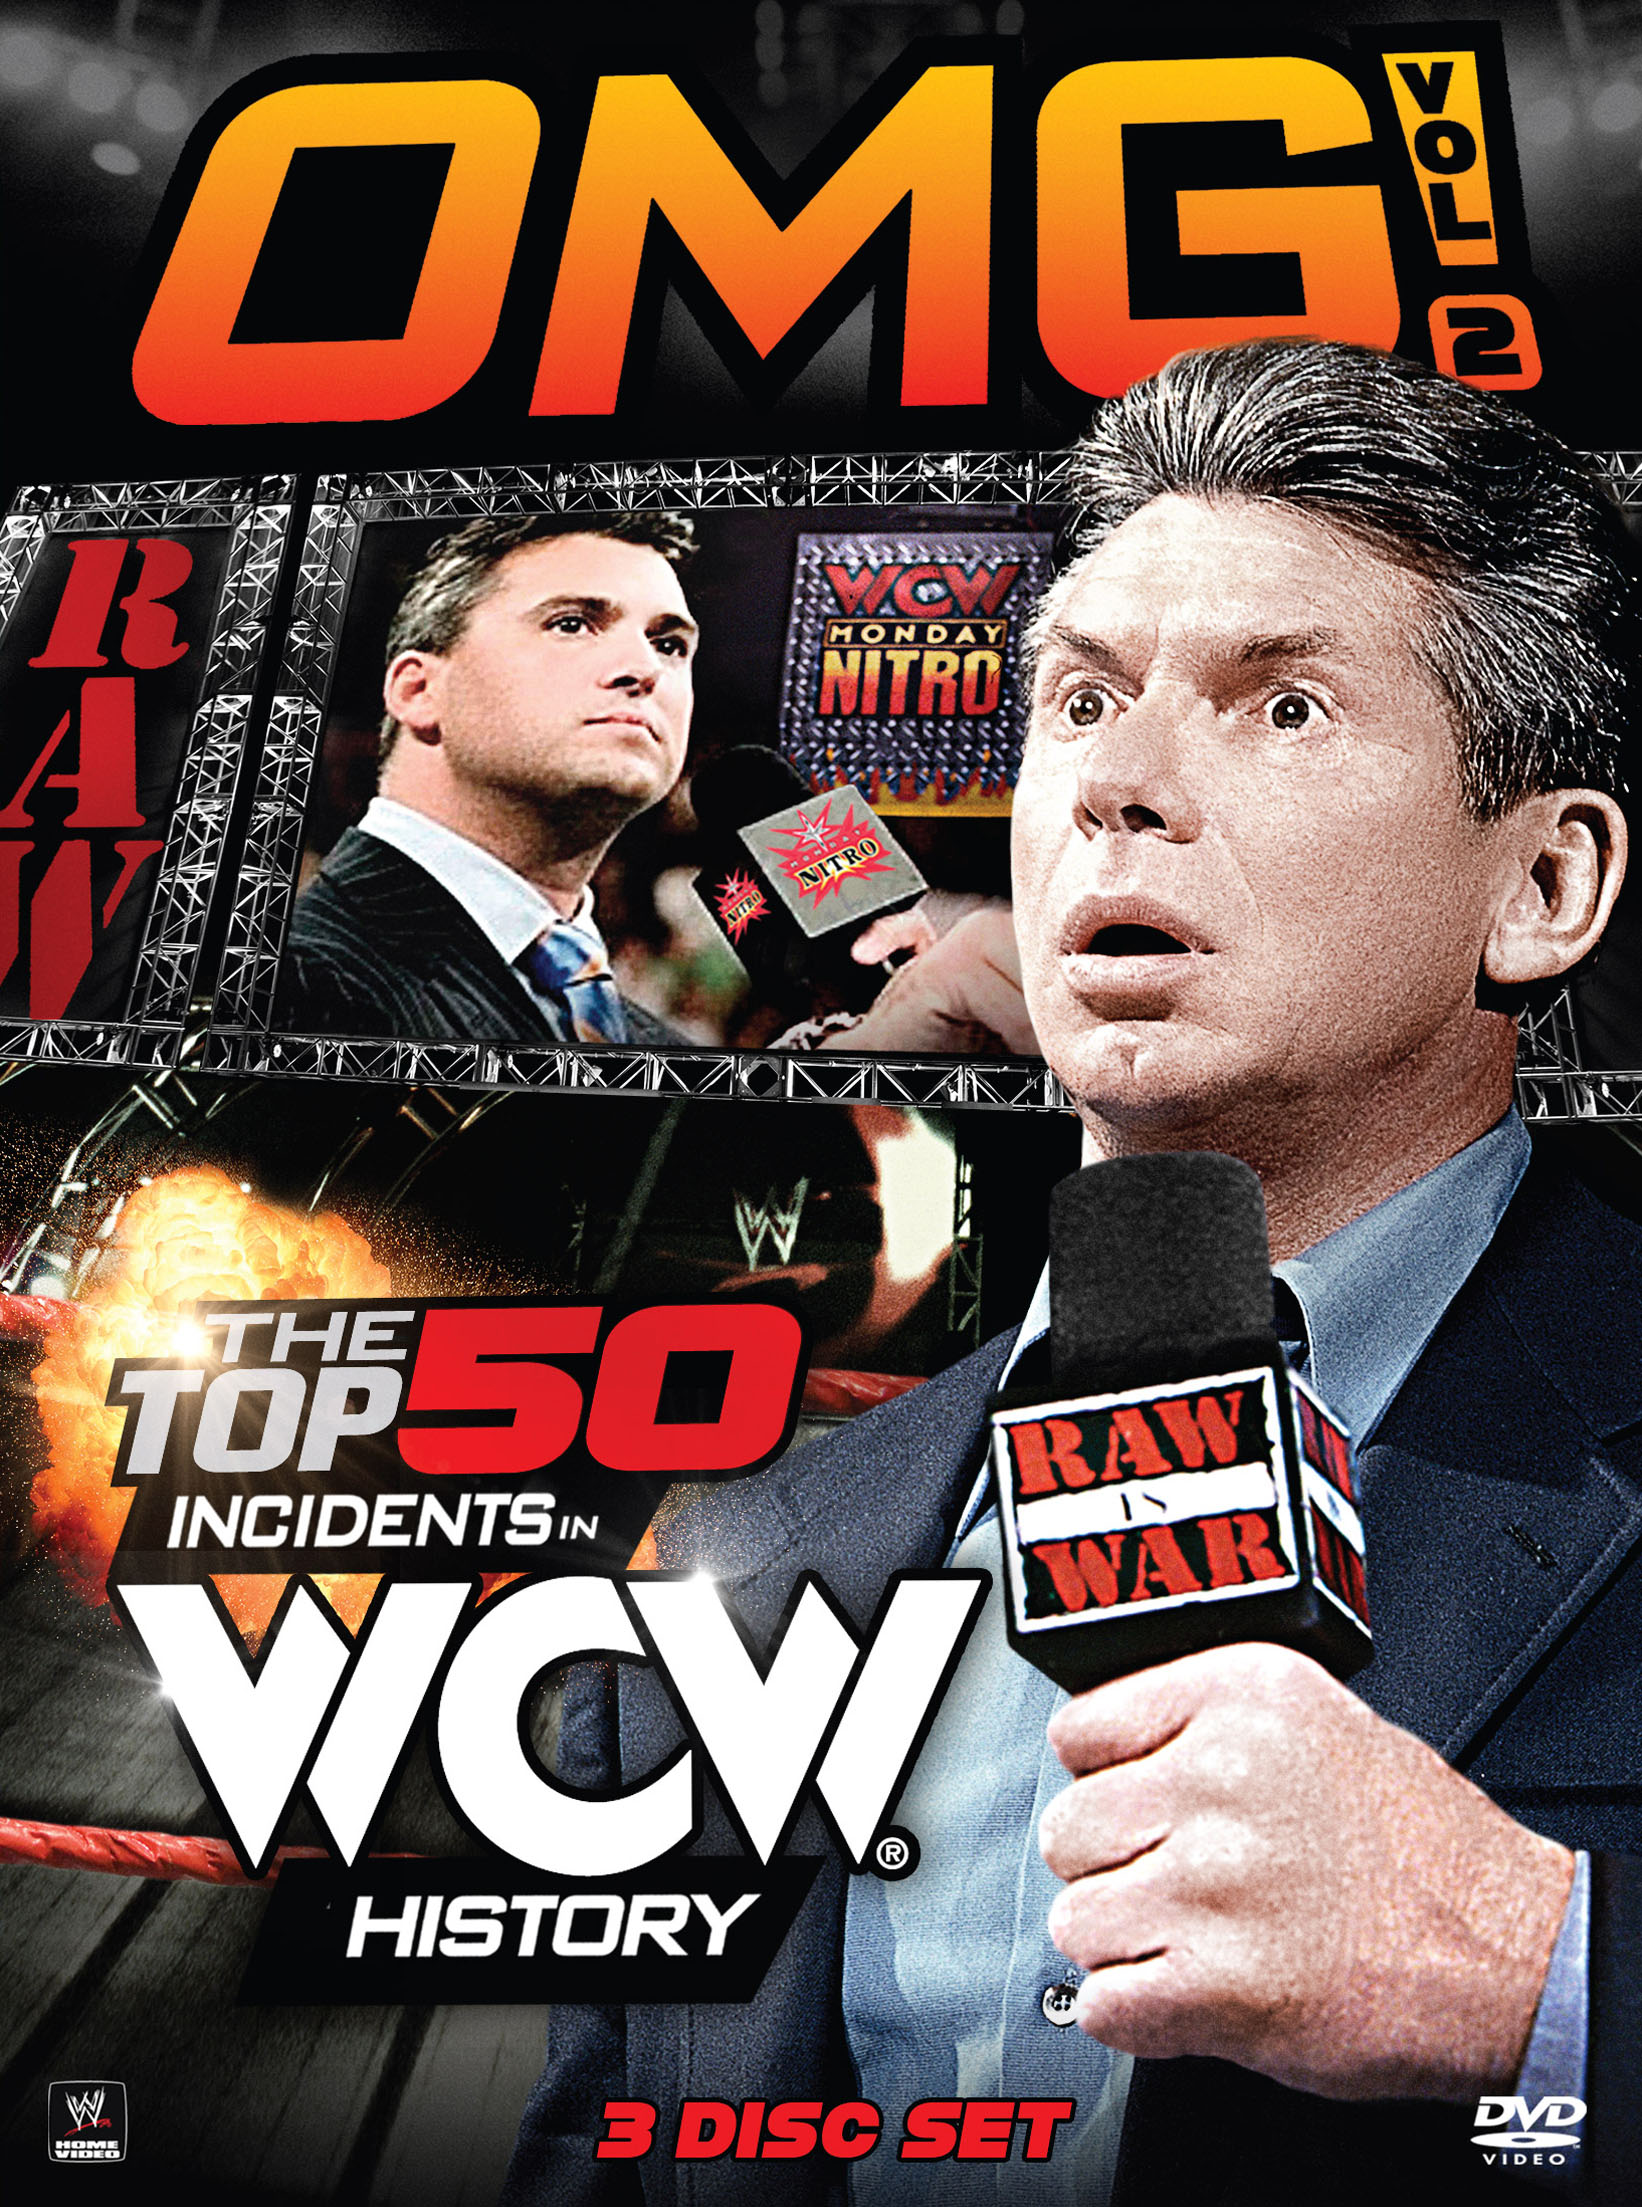 OMG!
VOL
2
R
A
W
WCW
MONDAY
NITRO
MONDAY
NITRO
NITRO
W
THE
TOP 50
INCIDENTS IN
WCW®
HISTORY
RAW
IS
WAR
W
HOME
VIDEO
3 DISC SET
DVD
VIDEO